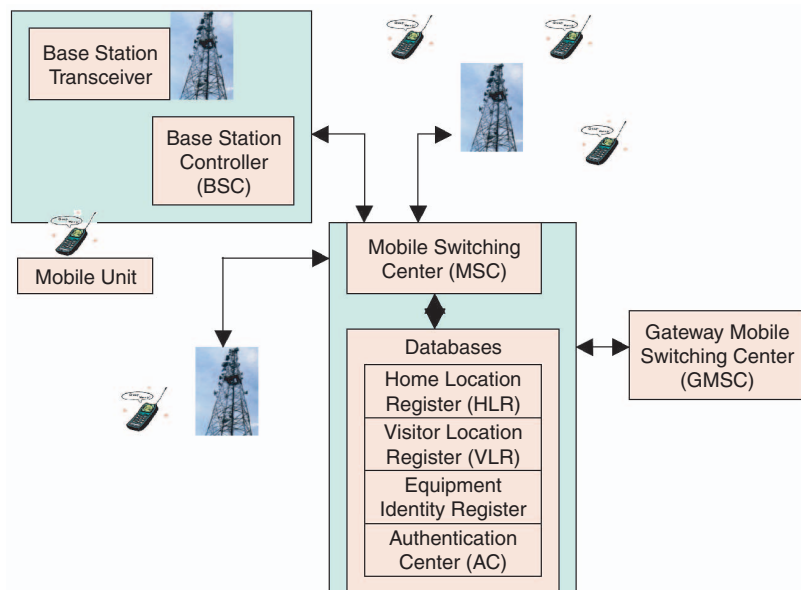 Base Station
Transceiver
Base Station
Controller
(BSC)
Mobile Unit
Mobile Switching
Center (MSC)
Databases
Home Location
Register (HLR)
Visitor Location
Register (VLR)
Equipment
Identity Register
Authentication
Center (AC)
Gateway Mobile
Switching Center
(GMSC)